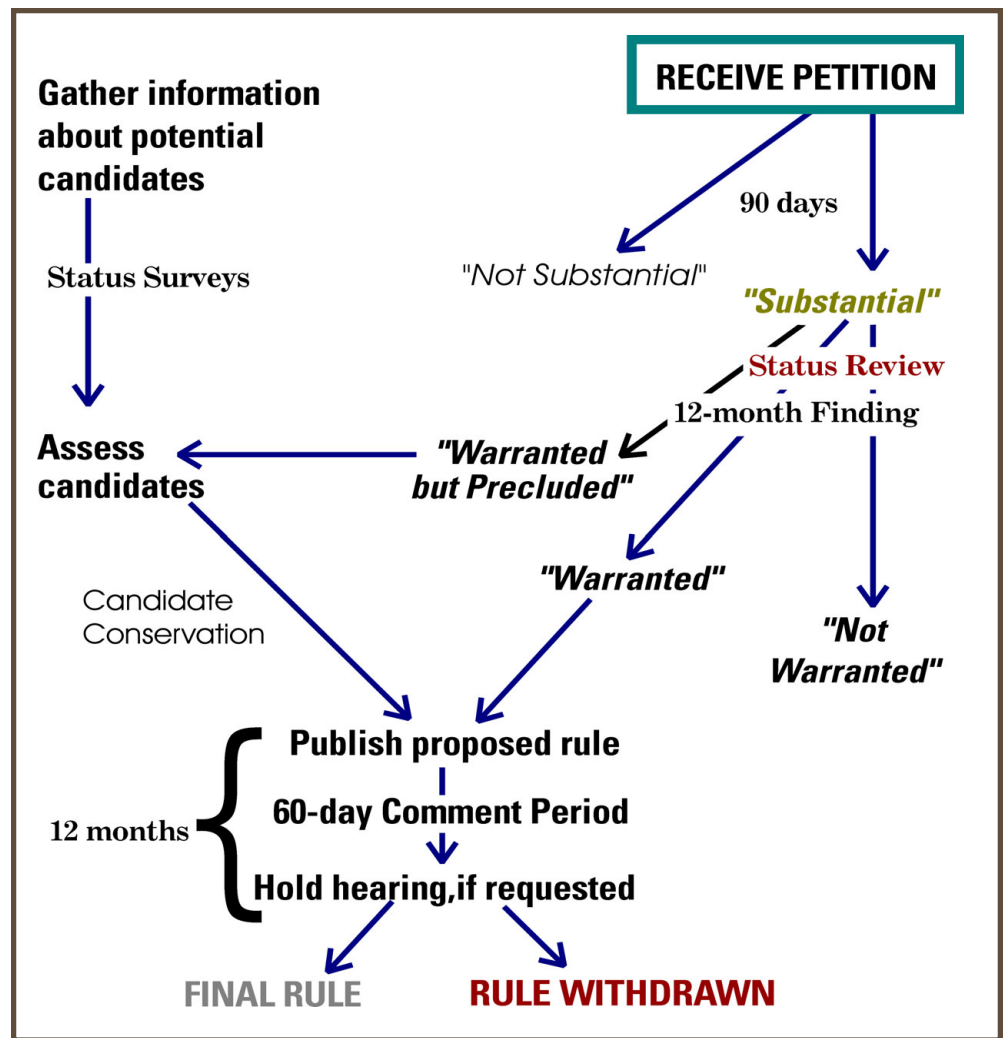 RECEIVE PETITION
Gather information
about potential
candidates
90 days
Status Surveys
"Not Substantial"
"Substantial"
Status Review
12-month Finding
Assess
candidates
"Warranted
but Precluded"
"Warranted"
Candidate
Conservation
"Not
Warranted"
Publish proposed rule
60-day Comment Period
12 months
Hold hearing,if requested
FINAL RULE
RULE WITHDRAWN